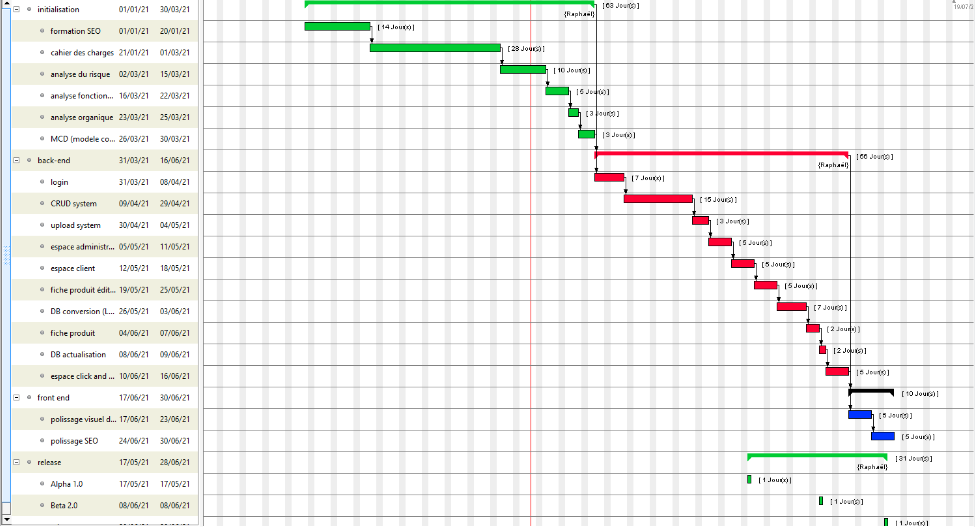 initialisation 01/01/21 30/03/21 [ 63 Jour(s) ]
{Raphaël}
formation SEO 01/01/21 20/01/21 [ 14 Jour(s) ]
cahier des charges 21/01/21 01/03/21 [ 28 Jour(s) ]
analyse du risque 02/03/21 15/03/21 [ 10 Jour(s) ]
analyse fonction... 16/03/21 22/03/21 [ 5 Jour(s) ]
analyse organique 23/03/21 25/03/21 [ 3 Jour(s) ]
MCD (modele co... 26/03/21 30/03/21 [ 3 Jour(s) ]
back-end 31/03/21 16/06/21 [ 56 Jour(s) ]
{Raphaël}
login 31/03/21 08/04/21 [ 7 Jour(s) ]
CRUD system 09/04/21 29/04/21 [ 15 Jour(s) ]
upload system 30/04/21 04/05/21 [ 3 Jour(s) ]
espace administr... 05/05/21 11/05/21 [ 5 Jour(s) ]
espace client 12/05/21 18/05/21 [ 5 Jour(s) ]
fiche produit édit... 19/05/21 25/05/21 [ 5 Jour(s) ]
DB conversion (L... 26/05/21 03/06/21 [ 7 Jour(s) ]
fiche produit 04/06/21 07/06/21 [ 2 Jour(s) ]
DB actualisation 08/06/21 09/06/21 [ 2 Jour(s) ]
espace click and ... 10/06/21 16/06/21 [ 5 Jour(s) ]
front end 17/06/21 30/06/21 [ 10 Jour(s) ]
polissage visuel d... 17/06/21 23/06/21 [ 5 Jour(s) ]
polissage SEO 24/06/21 30/06/21 [ 5 Jour(s) ]
release 17/05/21 28/06/21 [ 31 Jour(s) ]
{Raphaël}
Alpha 1.0 17/05/21 17/05/21 [ 1 Jour(s) ]
Beta 2.0 08/06/21 08/06/21 [ 1 Jour(s) ]
[ 1 Jour(s) ]